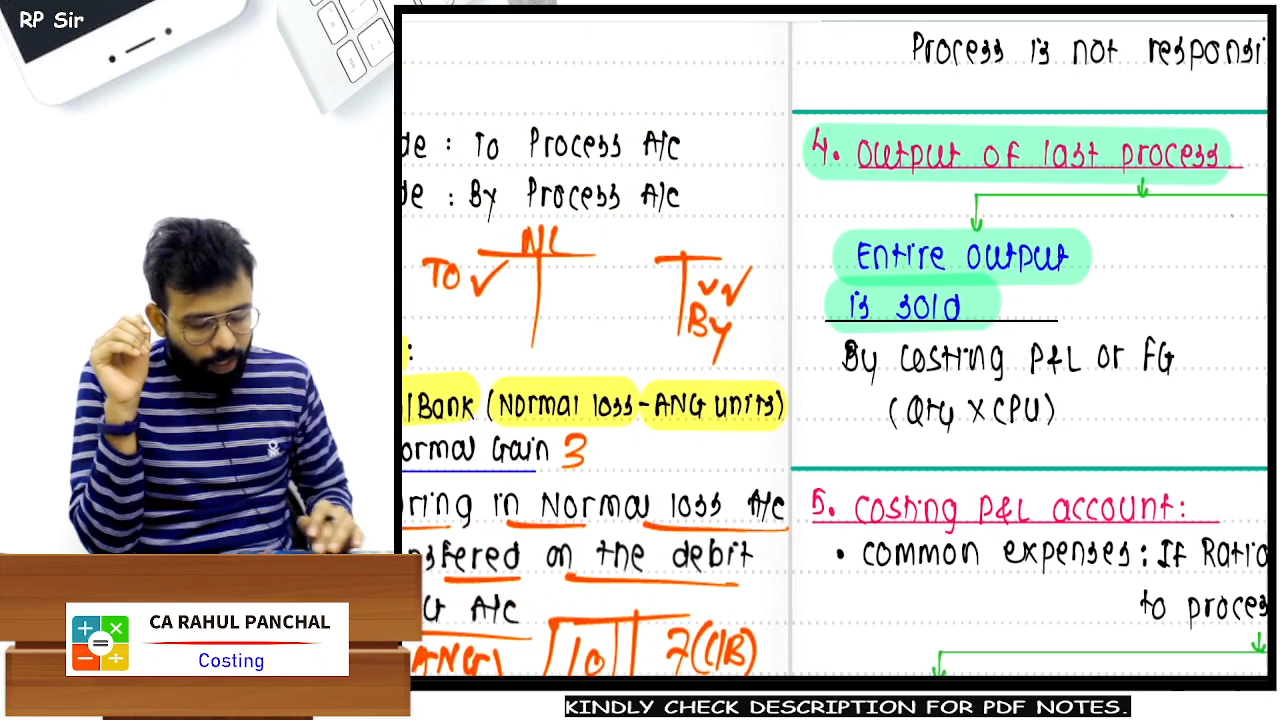 RP Sir
de : To Process A/c
de : By Process A/c
A/c
To
By
:
/Bank (Normal loss-ANG units)
ormal Gain 3
ring in Normal loss A/c
sferred on the debit
A/c
10 7(C/B)
Process is not responsi
4. Output of last process
Entire output
is sold
By costing P&L or FG
(Qty X CPU)
5. Costing P&L account:
• common expenses: If Ratio
to proces
CA RAHUL PANCHAL
Costing
KINDLY CHECK DESCRIPTION FOR PDF NOTES.